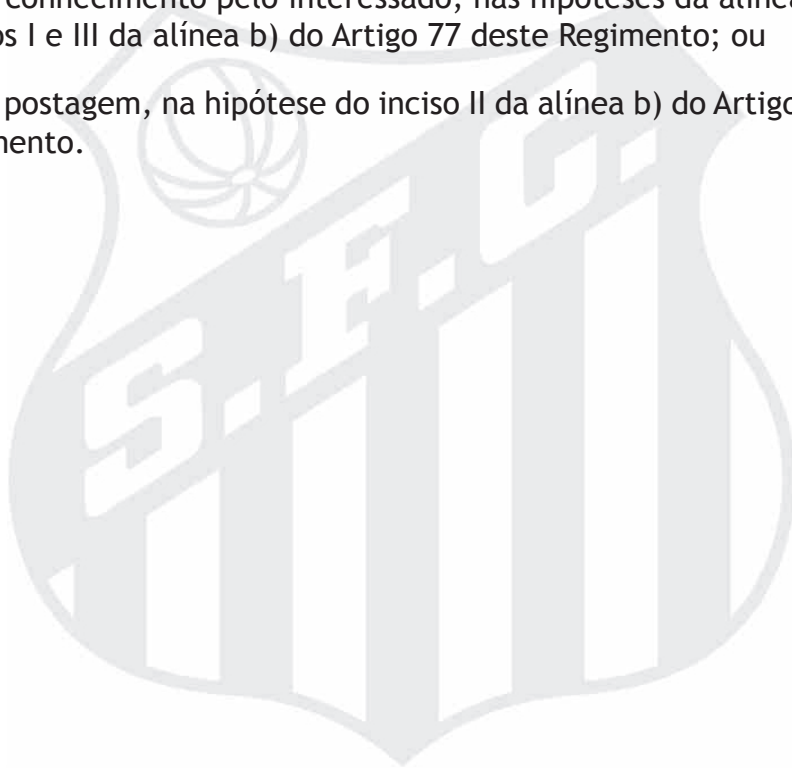 conhecimento pelo interessado, nas hipóteses da alínea
os I e III da alínea b) do Artigo 77 deste Regimento; ou
postagem, na hipótese do inciso II da alínea b) do Artigo
mento.
S.F.C.